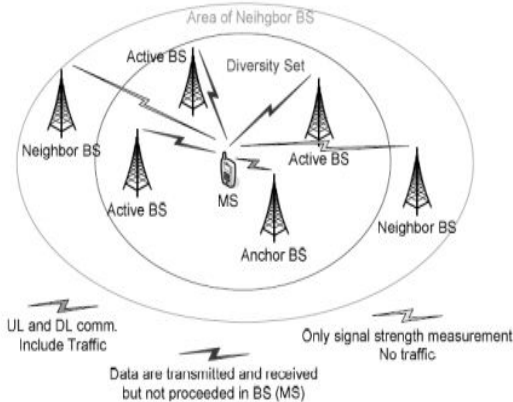 Area of Neihgbor BS
Active BS
Diversity Set
Neighbor BS
Active BS
Active BS
MS
Anchor BS
Neighbor BS
UL and DL comm.
Include Traffic
Only signal strength measurement
No traffic
Data are transmitted and received
but not proceeded in BS (MS)